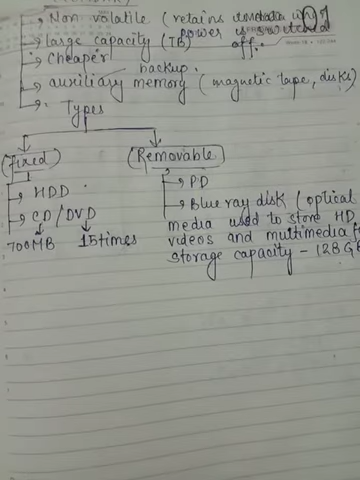 Non volatile (retains
power is switched
off.
large capacity (TB)
cheaper
backup.
auxiliary memory (magnetic tape, disks)
Types
Fixed
Removable
HDD
CD/DVD
700MB 15times
PD
Blue ray disk (optical
media used to store HD
videos and multimedia
storage capacity - 128GB